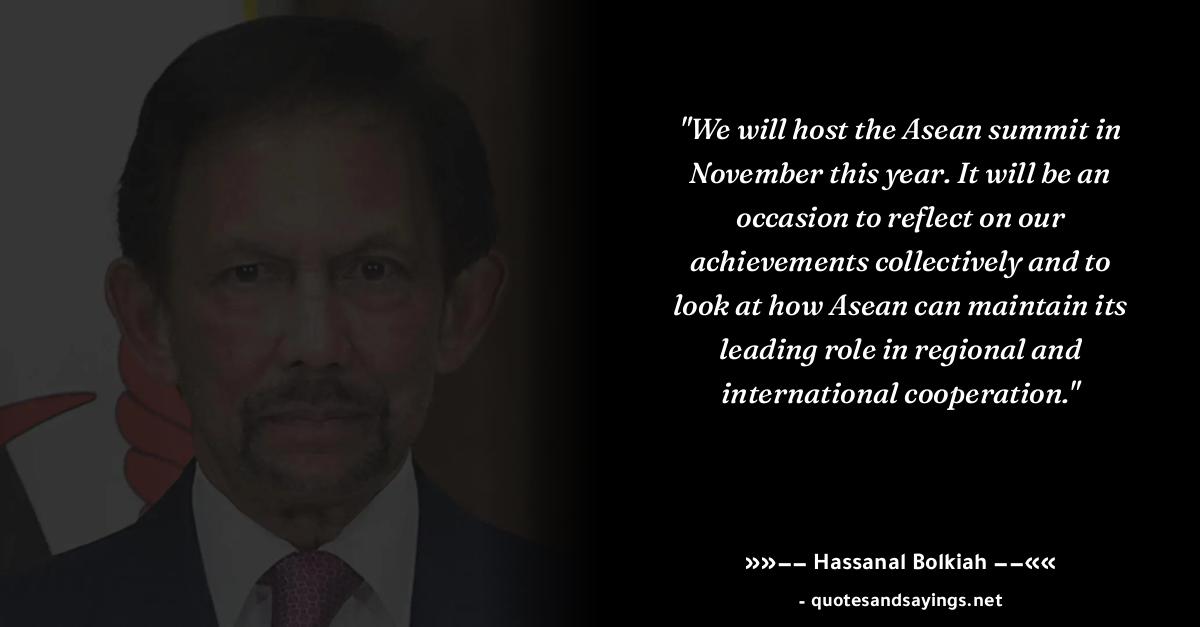 "We will host the Asean summit in
November this year. It will be an
occasion to reflect on our
achievements collectively and to
look at how Asean can maintain its
leading role in regional and
international cooperation."
»»−− Hassanal Bolkiah −−««
- quotesandsayings.net